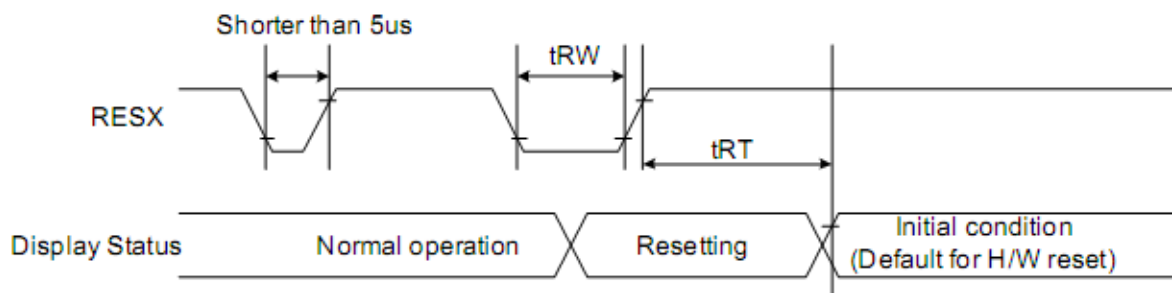 Shorter than 5us
tRW
RESX
tRT
Display Status
Normal operation
Resetting
Initial condition
(Default for H/W reset)